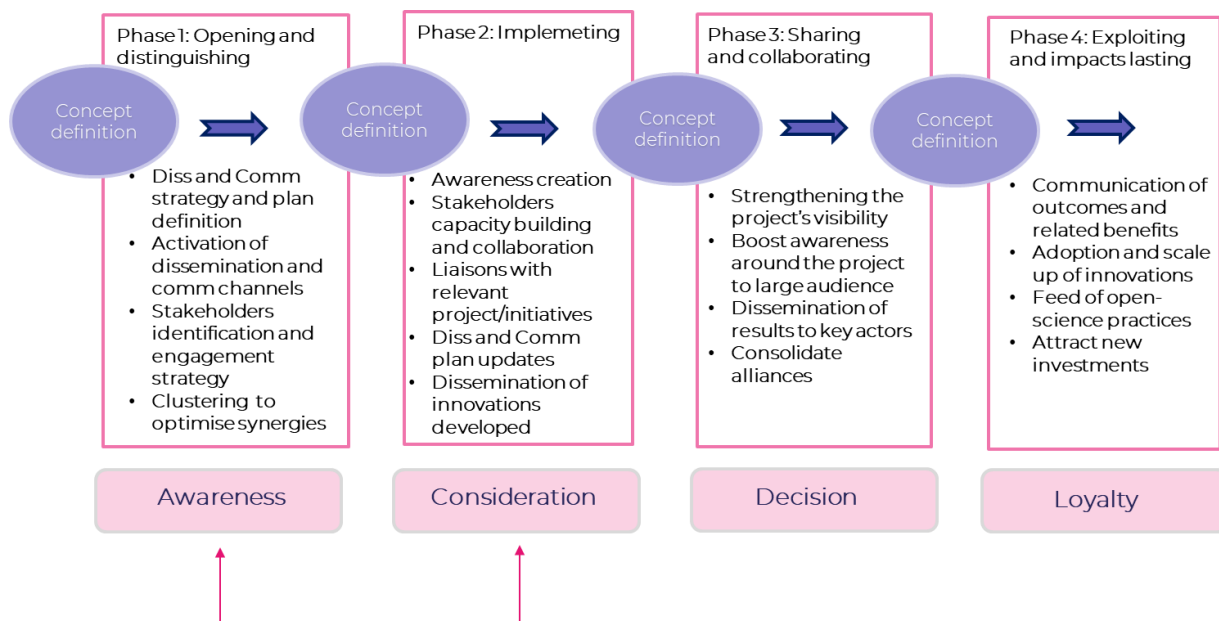 Phase 1: Opening and
distinguishing
Concept
definition
• Diss and Comm
strategy and plan
definition
• Activation of
dissemination and
comm channels
• Stakeholders
identification and
engagement
strategy
• Clustering to
optimise synergies
Awareness
Phase 2: Implemeting
Concept
definition
• Awareness creation
• Stakeholders
capacity building
and collaboration
• Liaisons with
relevant
project/initiatives
• Diss and Comm
plan updates
• Dissemination of
innovations
developed
Consideration
Phase 3: Sharing
and collaborating
Concept
definition
• Strengthening the
project's visibility
• Boost awareness
around the project
to large audience
• Dissemination of
results to key actors
• Consolidate
alliances
Decision
Phase 4: Exploiting
and impacts lasting
Concept
definition
• Communication of
outcomes and
related benefits
• Adoption and scale
up of innovations
• Feed of open-
science practices
• Attract new
investments
Loyalty